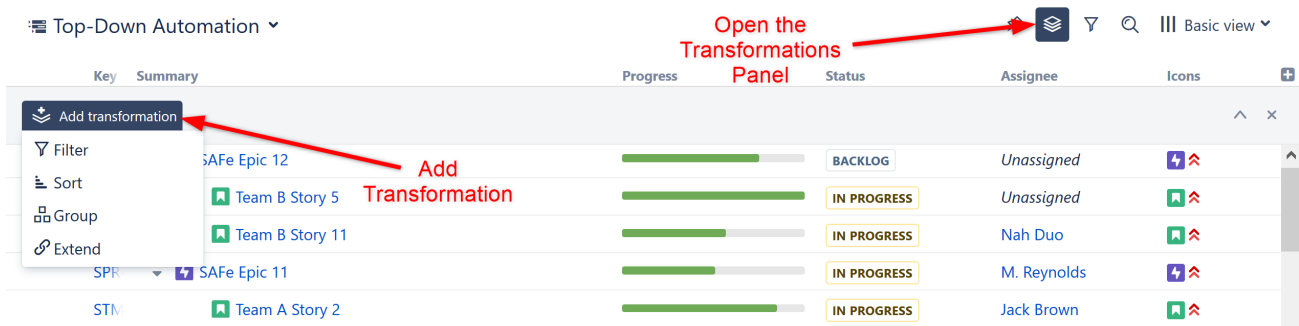 Top-Down Automation
Open the
Transformations
Panel
Basic view
Key Summary Progress Status Assignee Icons
Add transformation
Filter
Sort
Group
Extend
Add
Transformation
SAFe Epic 12 BACKLOG Unassigned
Team B Story 5 IN PROGRESS Unassigned
Team B Story 11 IN PROGRESS Nah Duo
SPR SAFe Epic 11 IN PROGRESS M. Reynolds
STM Team A Story 2 IN PROGRESS Jack Brown